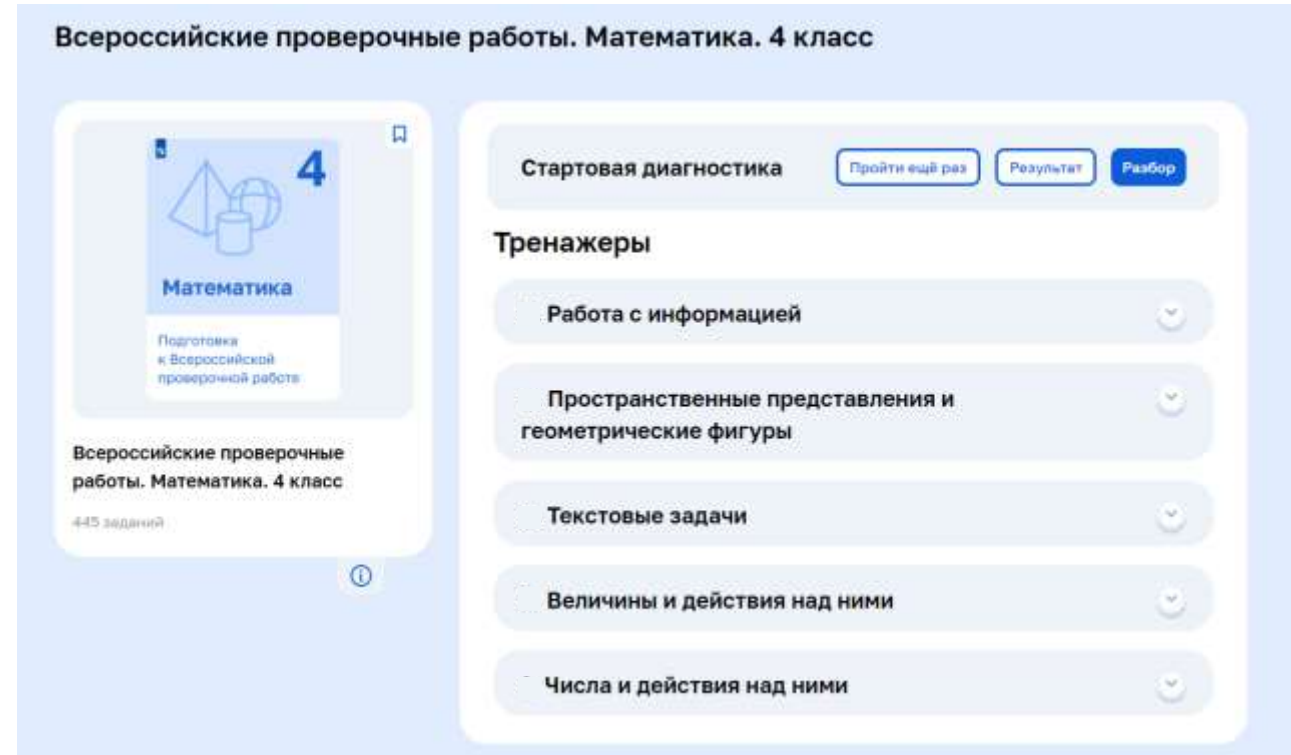 Всероссийские проверочные работы. Математика. 4 класс
4
Математика
Подготовка
к Всероссийской
проверочной работе
Всероссийские проверочные
работы. Математика. 4 класс
445 заданий
Стартовая диагностика
Пройти ещё раз
Результат
Разбор
Тренажеры
Работа с информацией
Пространственные представления и
геометрические фигуры
Текстовые задачи
Величины и действия над ними
Числа и действия над ними